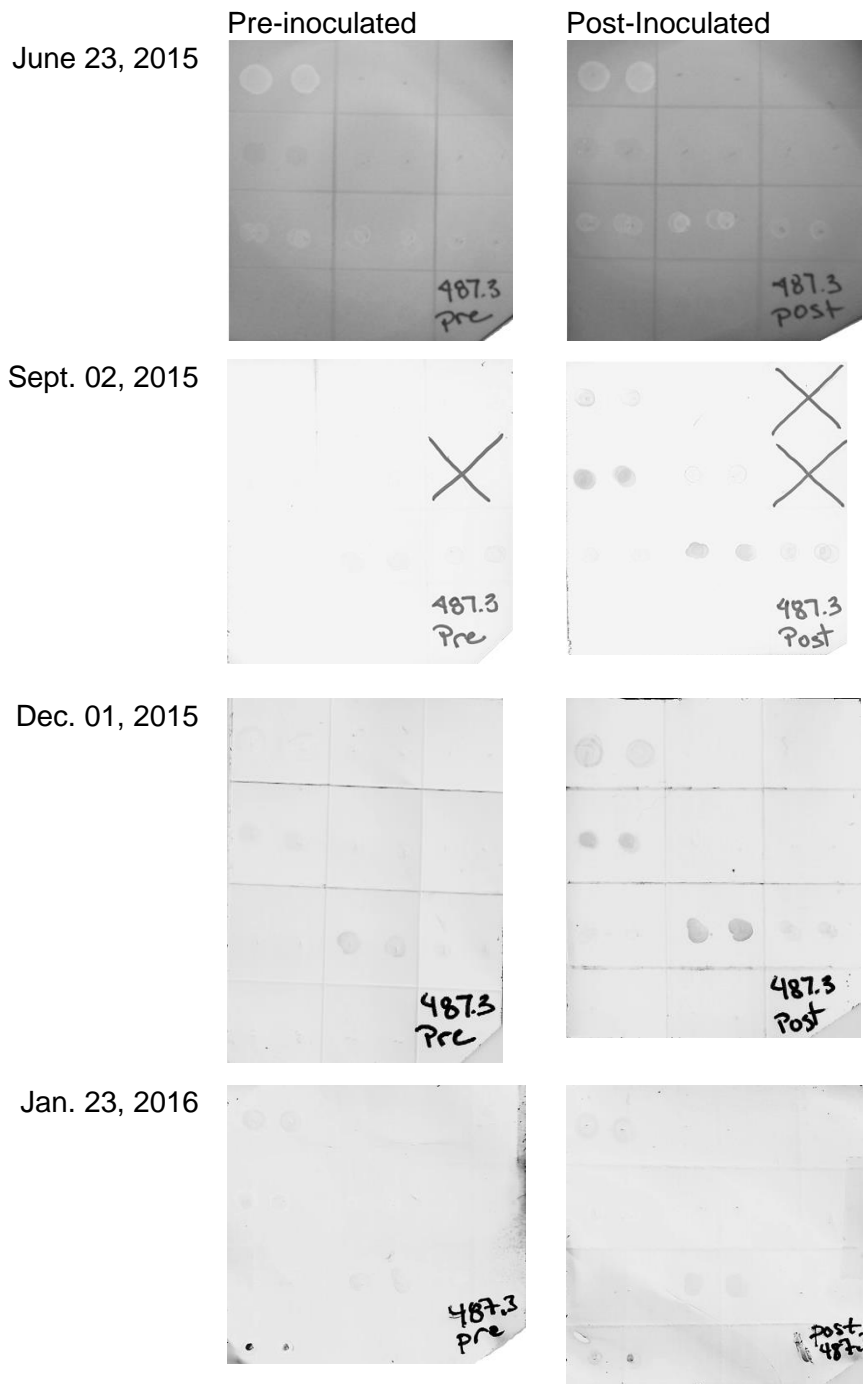 Pre-inoculated Post-Inoculated
June 23, 2015
487.3 487.3
pre post
Sept. 02, 2015
487.3 487.3
Pre Post
Dec. 01, 2015
487.3 487.3
Pre Post
Jan. 23, 2016
487.3 post
pre